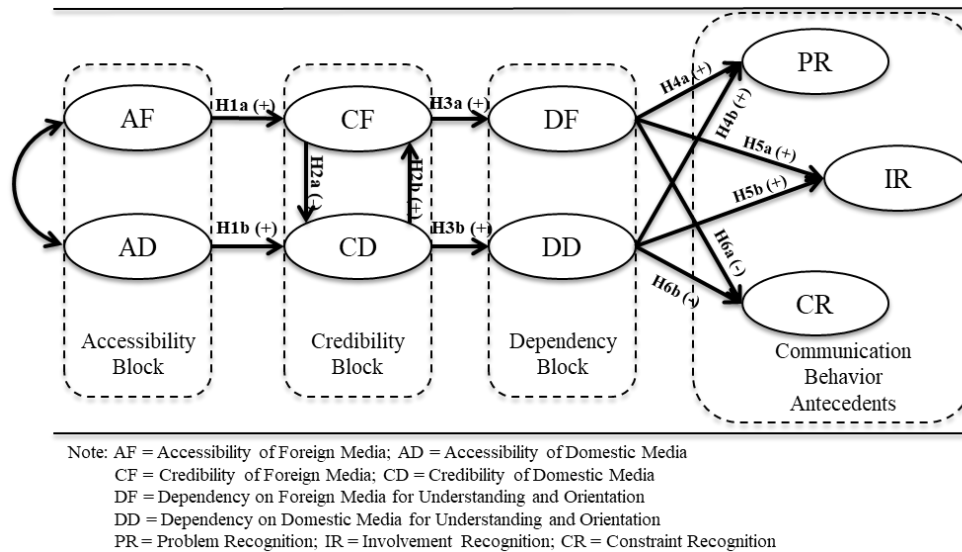 PR
H4a (+)
H4b (+)
AF
H1a (+)
CF
H3a (+)
DF
H5a (+)
IR
H2a (-)
H2b (+)
H5b (+)
AD
H1b (+)
CD
H3b (+)
DD
H6a (-)
H6b (-)
CR
Accessibility
Block
Credibility
Block
Dependency
Block
Communication
Behavior
Antecedents
Note: AF = Accessibility of Foreign Media; AD = Accessibility of Domestic Media
CF = Credibility of Foreign Media; CD = Credibility of Domestic Media
DF = Dependency on Foreign Media for Understanding and Orientation
DD = Dependency on Domestic Media for Understanding and Orientation
PR = Problem Recognition; IR = Involvement Recognition; CR = Constraint Recognition